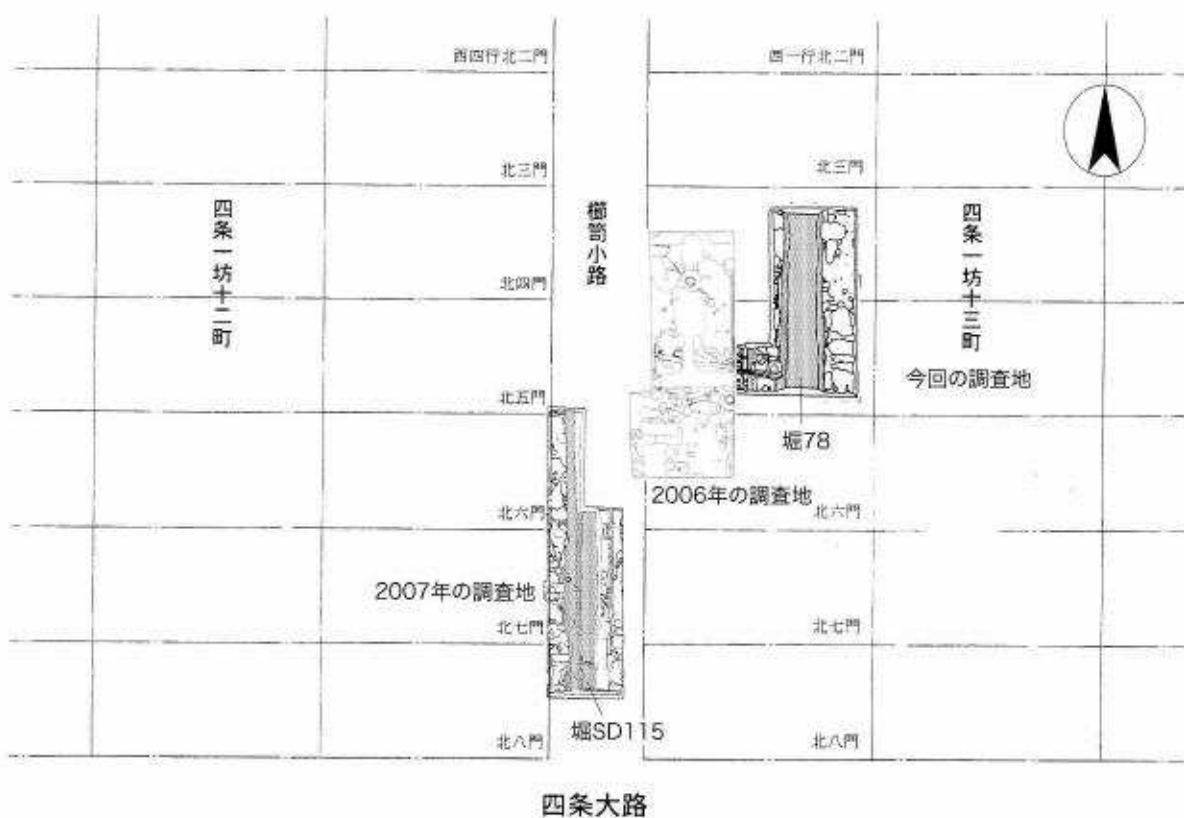 西四行北二門
西一行北二門
北三門
北三門
四条一坊十二町
櫛笥小路
四条一坊十三町
北四門
今回の調査地
北五門
堀78
2006年の調査地
北六門
北六門
2007年の調査地
北七門
北七門
堀SD115
北八門
北八門
四条大路